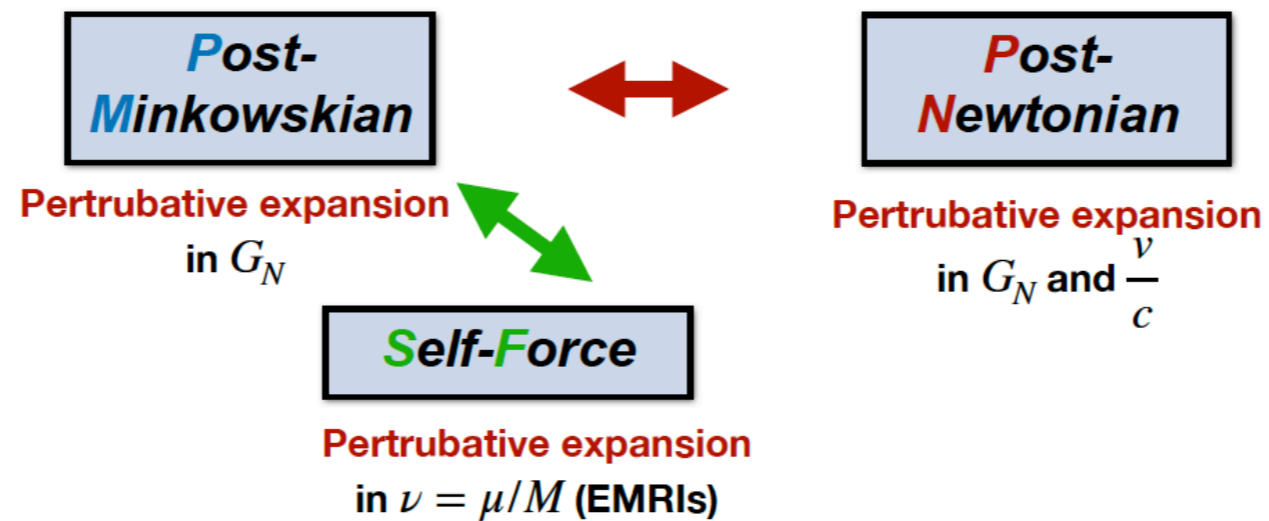 Post-
Minkowskian
Pertrubative expansion
in G_N
Post-
Newtonian
Pertrubative expansion
in G_N and v/c
Self-Force
Pertrubative expansion
in ν = μ/M (EMRIs)